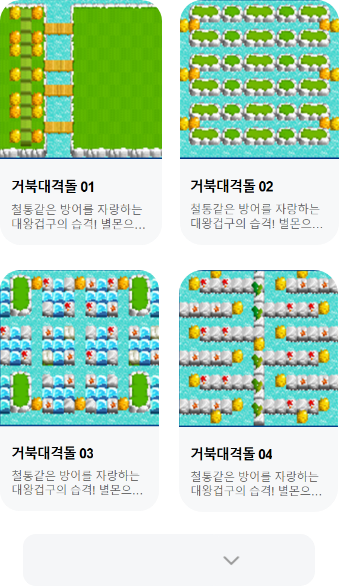 거북대격돌 01
철통같은 방어를 자랑하는
대왕겁구의 습격! 별몬으...
거북대격돌 02
철통같은 방어를 자랑하는
대왕겁구의 습격! 벌몬으...
거북대격돌 03
철통같은 방어를 자랑하는
대왕겁구의 습격! 별몬으...
거북대격돌 04
철통같은 방어를 자랑하는
대왕겁구의 습격! 별몬으...